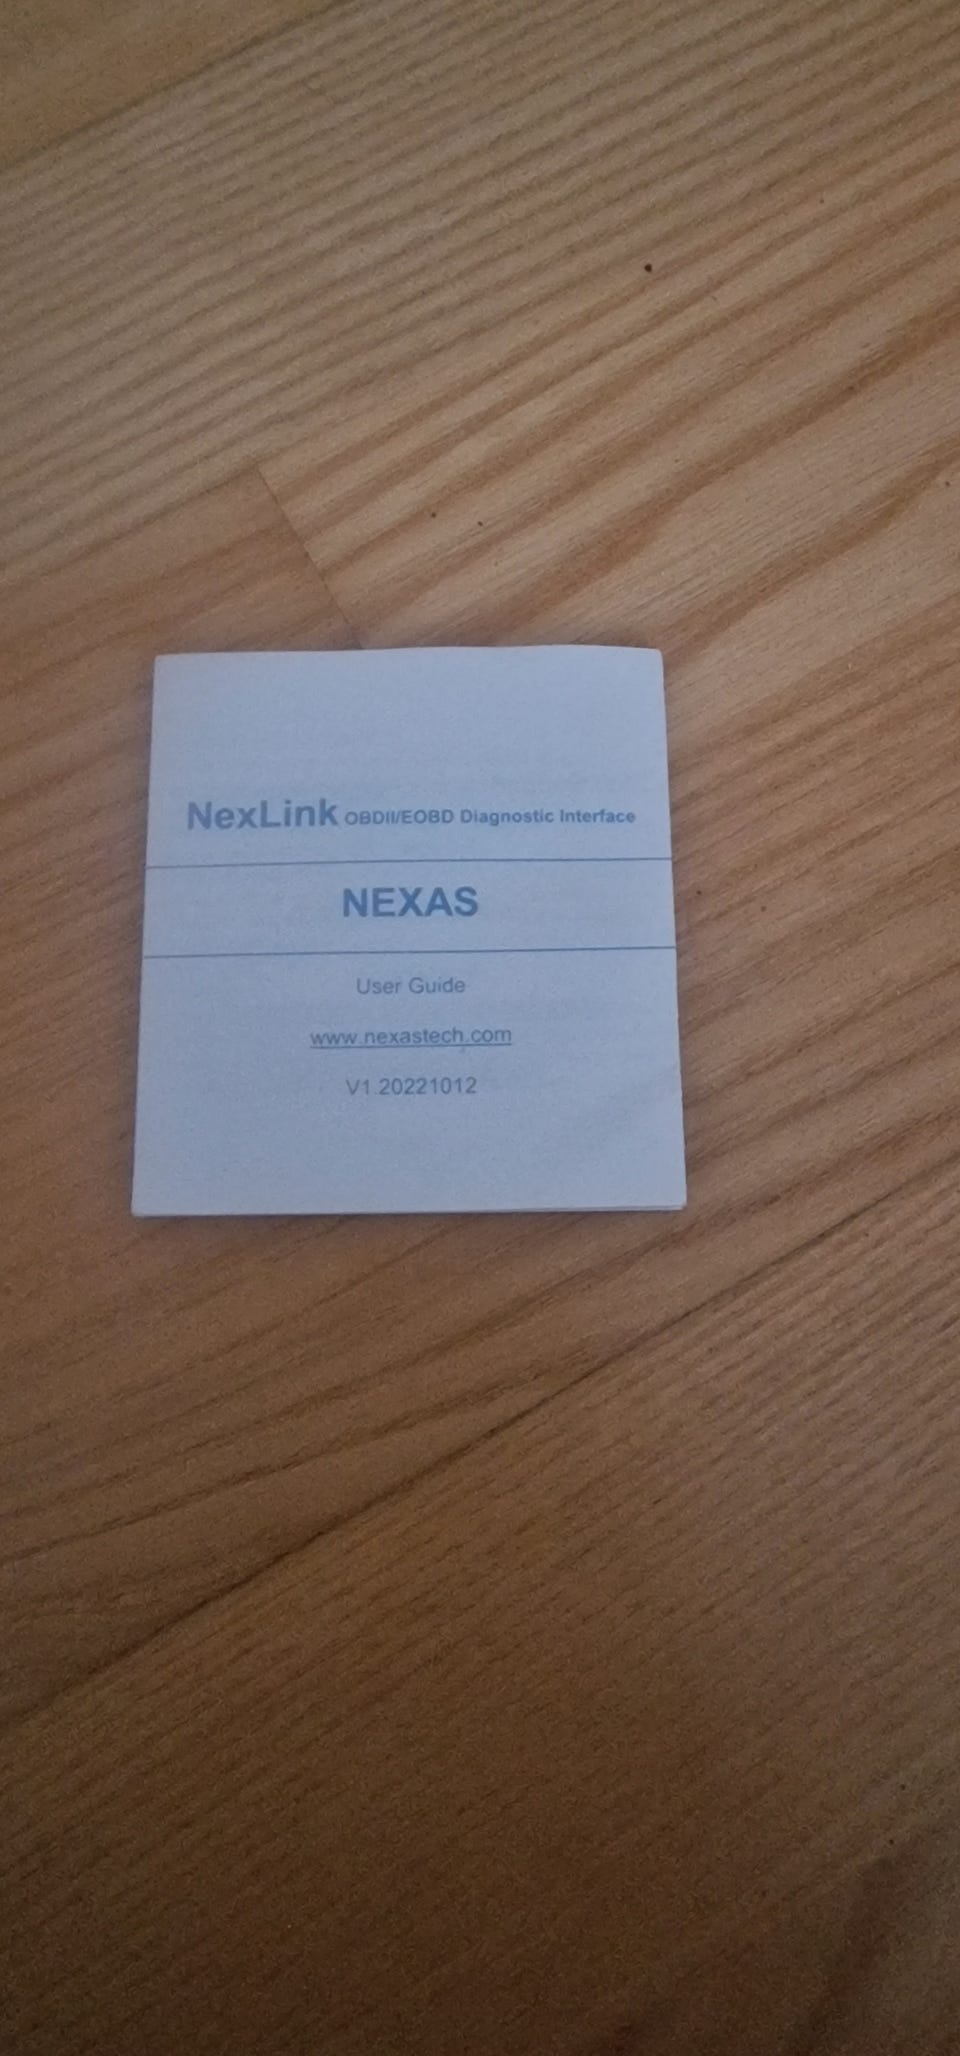 NexLink OBDII/EOBD Diagnostic Interface
NEXAS
User Guide
www.nexastech.com
V1.20221012